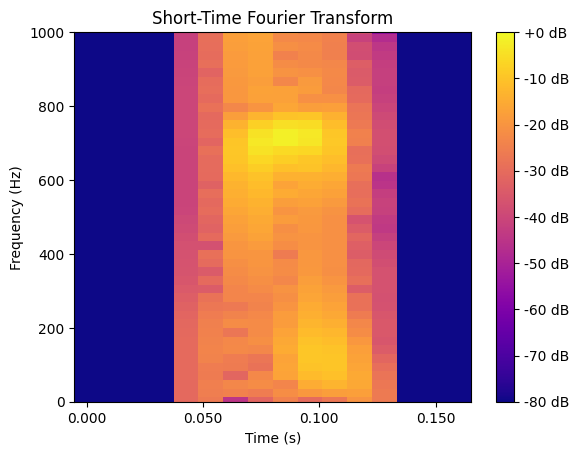 Short-Time Fourier Transform
1000
800
600
400
200
0
Frequency (Hz)
0.000
0.050
0.100
0.150
Time (s)
+0 dB
-10 dB
-20 dB
-30 dB
-40 dB
-50 dB
-60 dB
-70 dB
-80 dB